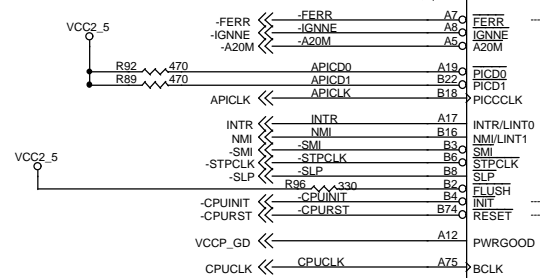 -FERR -FERR A7 FERR
VCC2_5 -IGNNE -IGNNE A8 IGNNE
-A20M -A20M A5 A20M
R92 470 APICD0 A19 PICD0
R89 470 APICD1 B22 PICD1
APICLK APICLK B18 PICCCLK
INTR INTR A17 INTR/LINT0
NMI NMI B16 NMI/LINT1
VCC2_5 -SMI -SMI B3 SMI
-STPCLK -STPCLK B6 STPCLK
-SLP -SLP B8 SLP
R96 330 B2 FLUSH
-CPUINIT -CPUINIT B4 INIT
-CPURST -CPURST B74 RESET
VCCP_GD A12 PWRGOOD
CPUCLK CPUCLK A75 BCLK